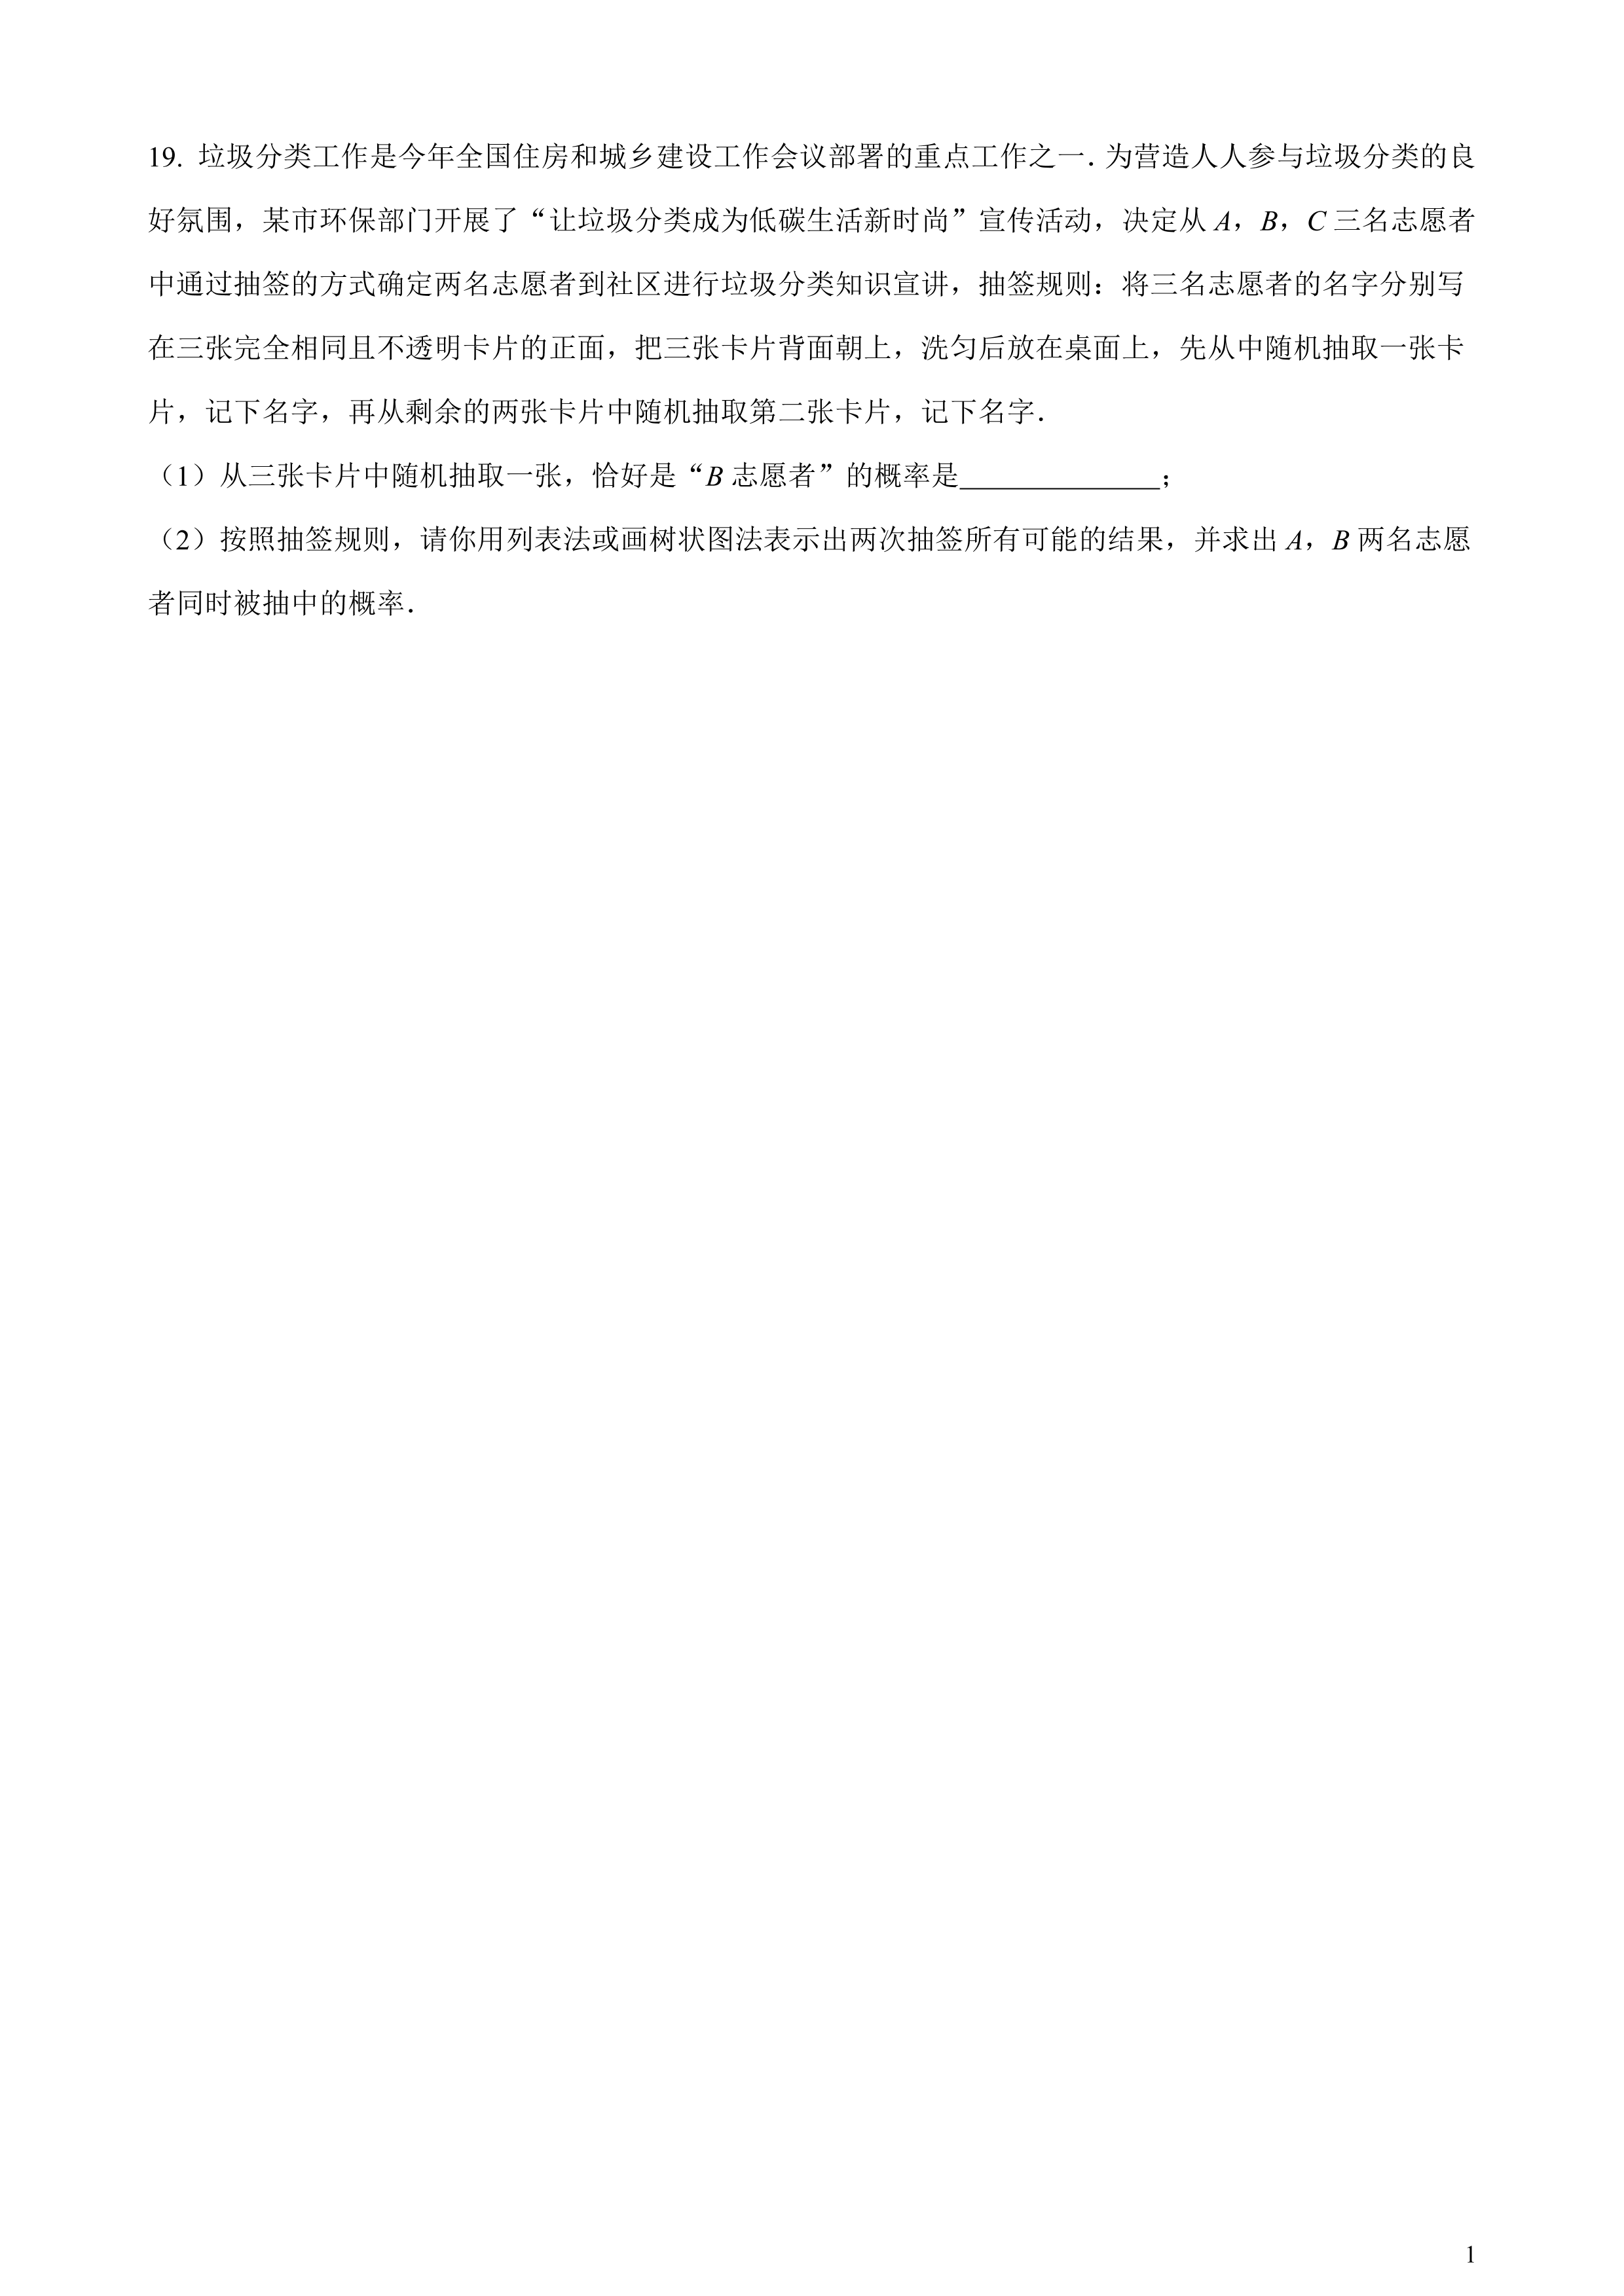 19. 垃圾分类工作是今年全国住房和城乡建设工作会议部署的重点工作之一．为营造人人参与垃圾分类的良
好氛围，某市环保部门开展了“让垃圾分类成为低碳生活新时尚”宣传活动，决定从 A，B，C 三名志愿者
中通过抽签的方式确定两名志愿者到社区进行垃圾分类知识宣讲，抽签规则：将三名志愿者的名字分别写
在三张完全相同且不透明卡片的正面，把三张卡片背面朝上，洗匀后放在桌面上，先从中随机抽取一张卡
片，记下名字，再从剩余的两张卡片中随机抽取第二张卡片，记下名字．
（1）从三张卡片中随机抽取一张，恰好是“B 志愿者”的概率是______________；
（2）按照抽签规则，请你用列表法或画树状图法表示出两次抽签所有可能的结果，并求出 A，B 两名志愿
者同时被抽中的概率．
1